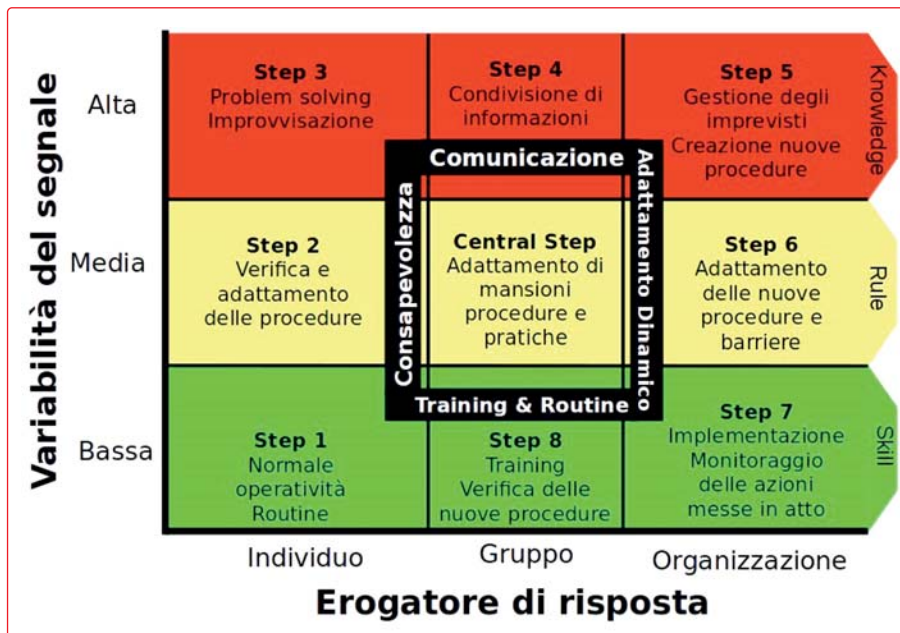 Variabilità del segnale
Alta
Media
Bassa
Step 3
Problem solving
Improvvisazione
Step 4
Condivisione di
informazioni
Step 5
Gestione degli
imprevisti
Creazione nuove
procedure
Knowledge
Comunicazione
Consapevolezza
Adattamento Dinamico
Training & Routine
Step 2
Verifica e
adattamento
delle procedure
Central Step
Adattamento di
mansioni
procedure e
pratiche
Step 6
Adattamento
delle nuove
procedure e
barriere
Rule
Step 1
Normale
operatività
Routine
Step 8
Training
Verifica delle
nuove procedure
Step 7
Implementazione
Monitoraggio
delle azioni
messe in atto
Skill
Individuo
Gruppo
Organizzazione
Erogatore di risposta